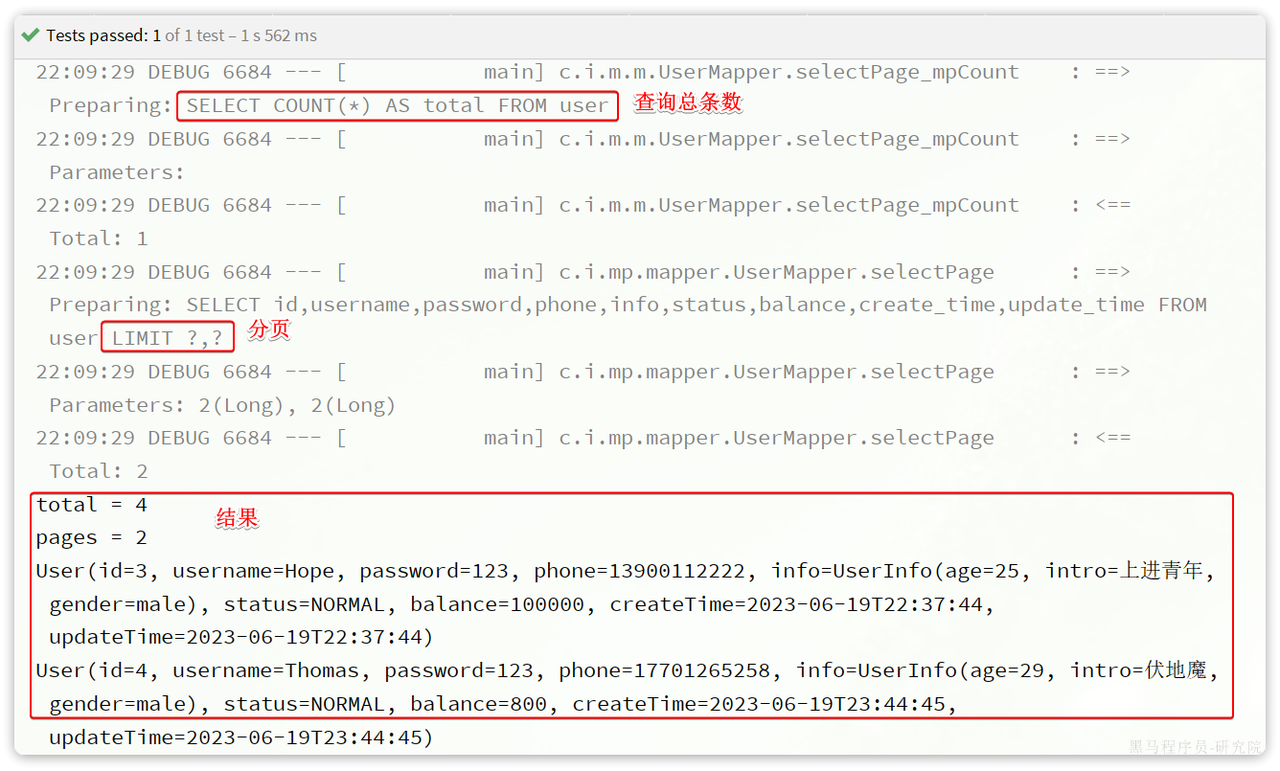 Tests passed: 1 of 1 test – 1 s 562 ms
22:09:29 DEBUG 6684 --- [           main] c.i.m.m.UserMapper.selectPage_mpCount    : ==>
Preparing: SELECT COUNT(*) AS total FROM user 查询总条数
22:09:29 DEBUG 6684 --- [           main] c.i.m.m.UserMapper.selectPage_mpCount    : ==>
Parameters:
22:09:29 DEBUG 6684 --- [           main] c.i.m.m.UserMapper.selectPage_mpCount    : <==
Total: 1
22:09:29 DEBUG 6684 --- [           main] c.i.mp.mapper.UserMapper.selectPage      : ==>
Preparing: SELECT id,username,password,phone,info,status,balance,create_time,update_time FROM
user LIMIT ?,? 分页
22:09:29 DEBUG 6684 --- [           main] c.i.mp.mapper.UserMapper.selectPage      : ==>
Parameters: 2(Long), 2(Long)
22:09:29 DEBUG 6684 --- [           main] c.i.mp.mapper.UserMapper.selectPage      : <==
Total: 2
total = 4
结果
pages = 2
User(id=3, username=Hope, password=123, phone=13900112222, info=UserInfo(age=25, intro=上进青年,
gender=male), status=NORMAL, balance=100000, createTime=2023-06-19T22:37:44,
updateTime=2023-06-19T22:37:44)
User(id=4, username=Thomas, password=123, phone=17701265258, info=UserInfo(age=29, intro=伏地魔,
gender=male), status=NORMAL, balance=800, createTime=2023-06-19T23:44:45,
updateTime=2023-06-19T23:44:45)
黑马程序员-研究院